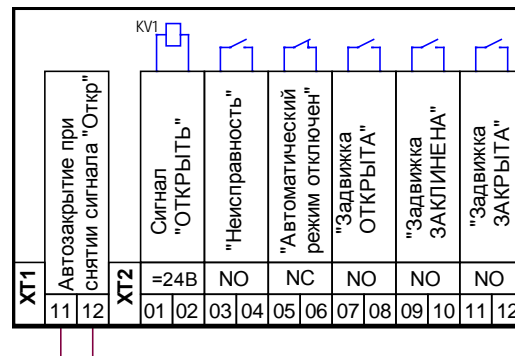 KV1
XT1
Автозакрытие при
снятии сигнала "Откр"
11 12
XT2
Сигнал
"ОТКРЫТЬ"
=24В
01 02
"Неисправность"
NO
03 04
"Автоматический
режим отключен"
NC
05 06
"Задвижка
ОТКРЫТА"
NO
07 08
"Задвижка
ЗАКЛИНЕНА"
NO
09 10
"Задвижка
ЗАКРЫТА"
NO
11 12